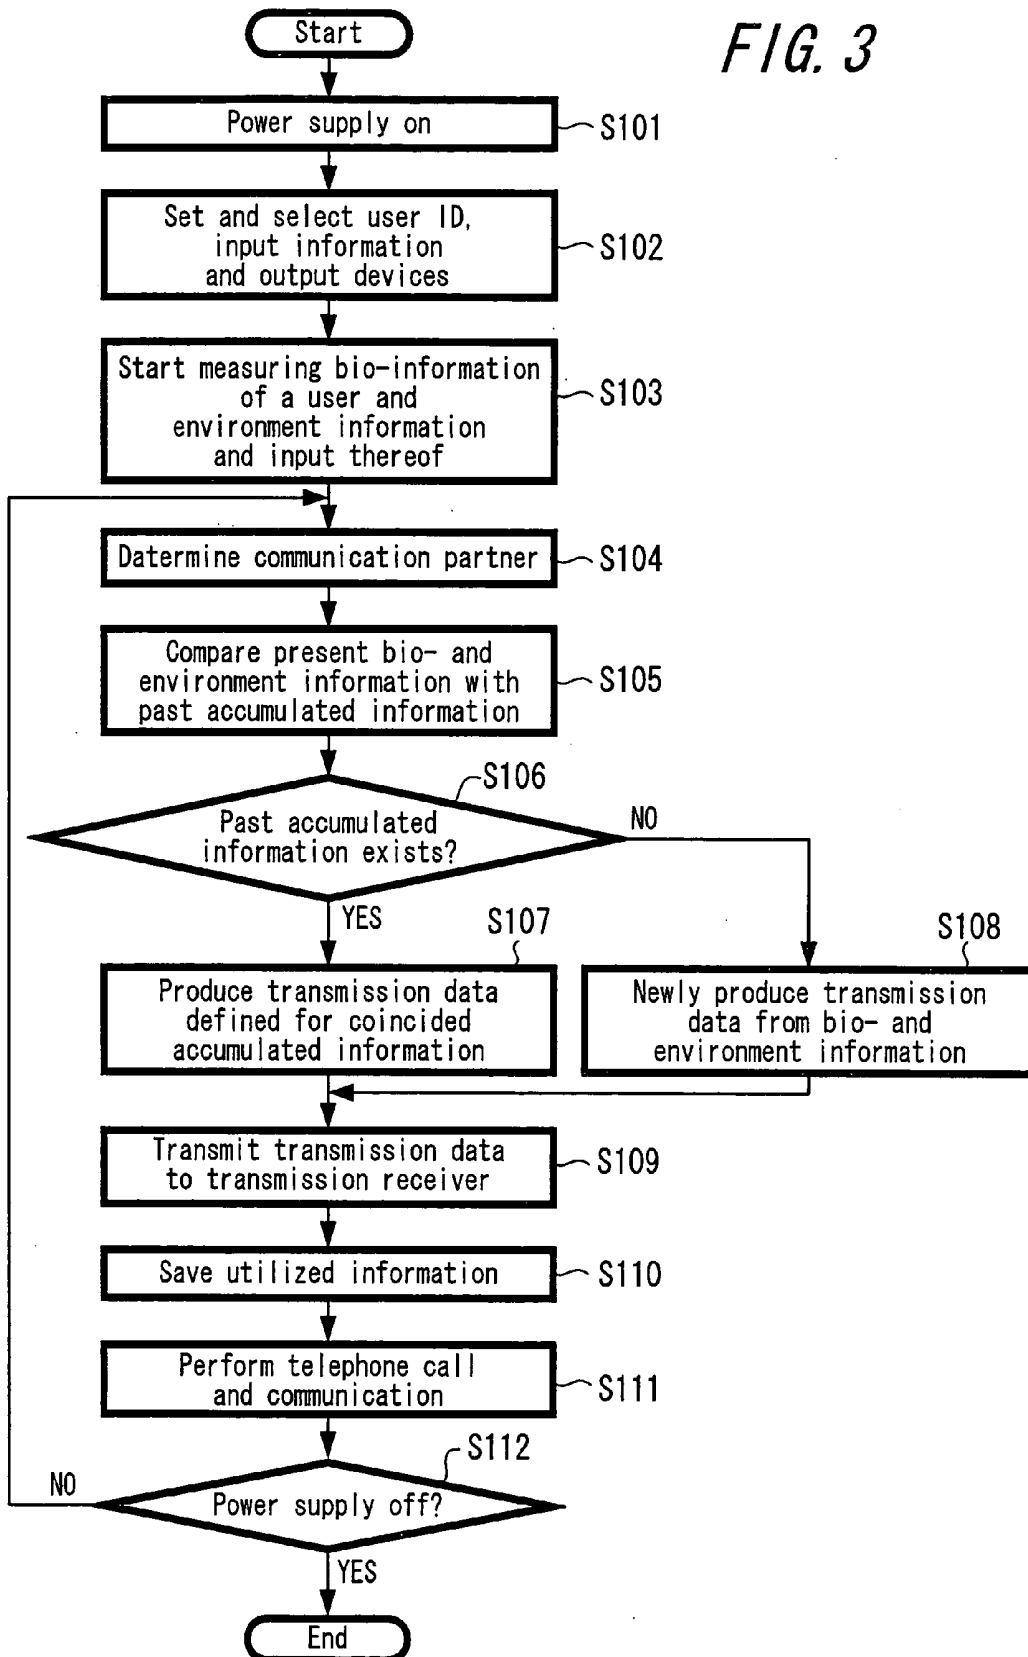 FIG. 3
Start
Power supply on
S101
Set and select user ID,
input information
and output devices
S102
Start measuring bio-information
of a user and
environment information
and input thereof
S103
Datermine communication partner
S104
Compare present bio- and
environment information with
past accumulated information
S105
S106
Past accumulated
information exists?
NO
YES
S107
Produce transmission data
defined for coincided
accumulated information
S108
Newly produce transmission
data from bio- and
environment information
Transmit transmission data
to transmission receiver
S109
Save utilized information
S110
Perform telephone call
and communication
S111
S112
Power supply off?
NO
YES
End